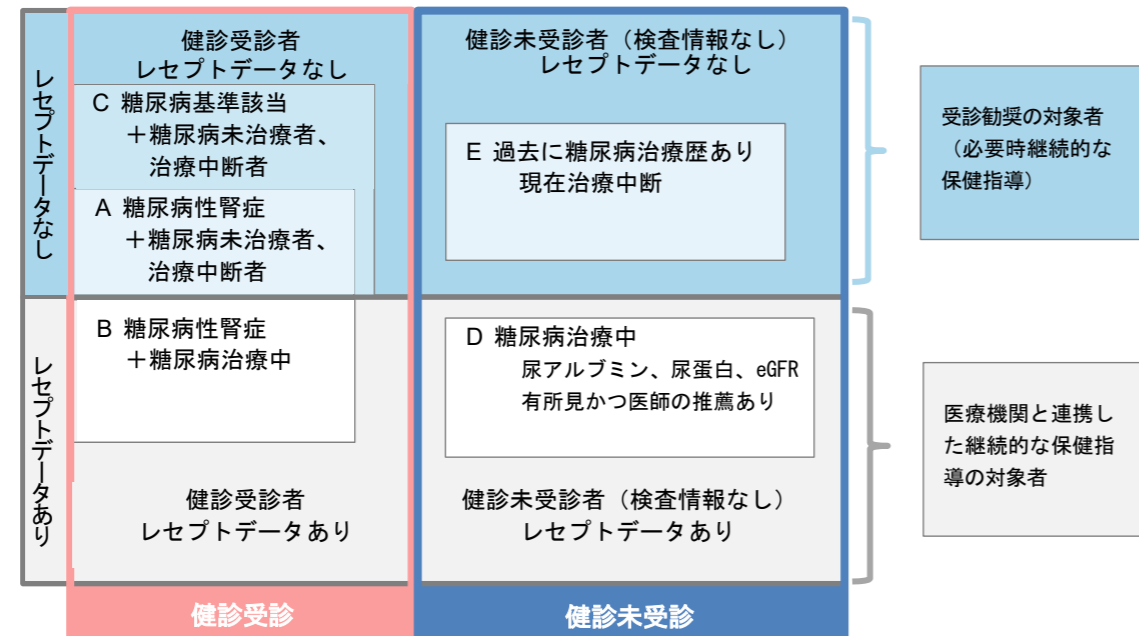 レセプトデータなし
健診受診者
レセプトデータなし
C 糖尿病基準該当
＋糖尿病未治療者、
治療中断者
A 糖尿病性腎症
＋糖尿病未治療者、
治療中断者
健診未受診者（検査情報なし）
レセプトデータなし
E 過去に糖尿病治療歴あり
現在治療中断
受診勧奨の対象者
（必要時継続的な
保健指導）
レセプトデータあり
B 糖尿病性腎症
＋糖尿病治療中
健診受診者
レセプトデータあり
D 糖尿病治療中
尿アルブミン、尿蛋白、eGFR
有所見かつ医師の推薦あり
健診未受診者（検査情報なし）
レセプトデータあり
医療機関と連携し
た継続的な保健指
導の対象者
健診受診
健診未受診